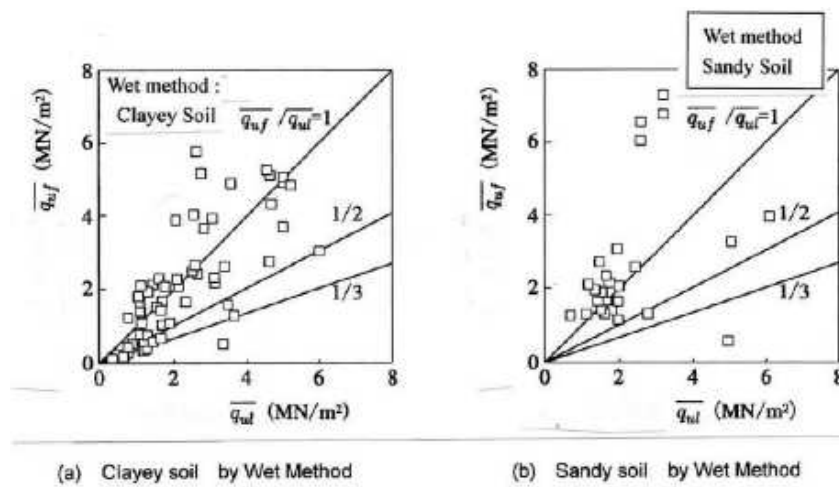 Wet method :
Clayey Soil
q_uf / q_ul=1
1/2
1/3
8
6
4
2
0
q_uf (MN/m²)
0 2 4 6 8
q_ul (MN/m²)
(a) Clayey soil by Wet Method
Wet method
Sandy Soil
q_uf / q_ul=1
1/2
1/3
8
6
4
2
0
q_uf (MN/m²)
0 2 4 6 8
q_ul (MN/m²)
(b) Sandy soil by Wet Method